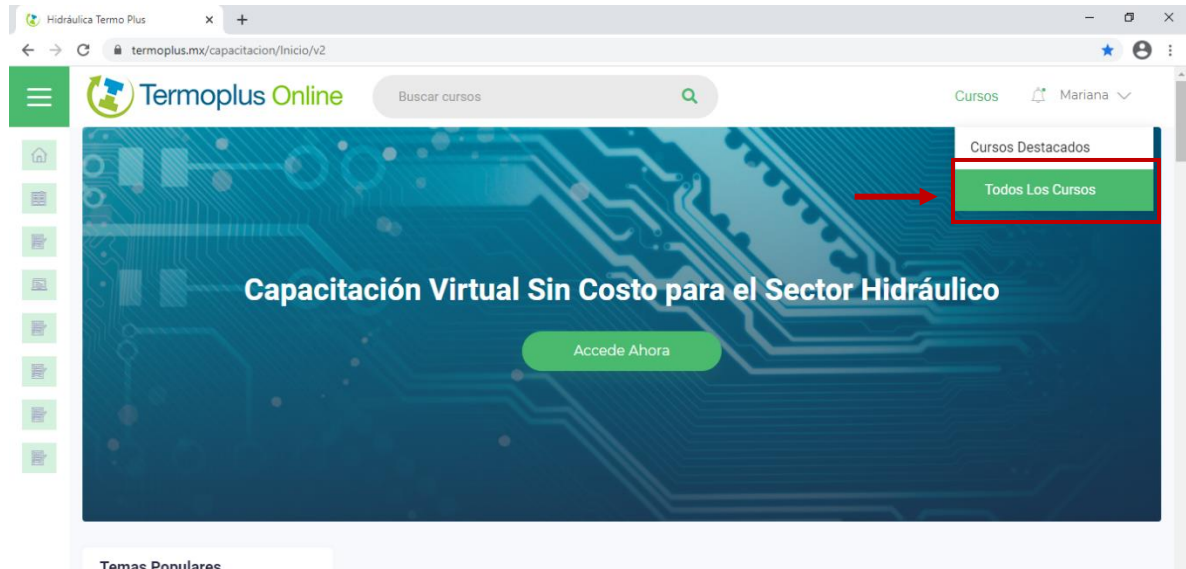 Hidráulica Termo Plus
termoplus.mx/capacitacion/Inicio/v2
Termoplus Online
Buscar cursos
Cursos
Mariana
Cursos Destacados
Todos Los Cursos
Capacitación Virtual Sin Costo para el Sector Hidráulico
Accede Ahora
Temas Populares